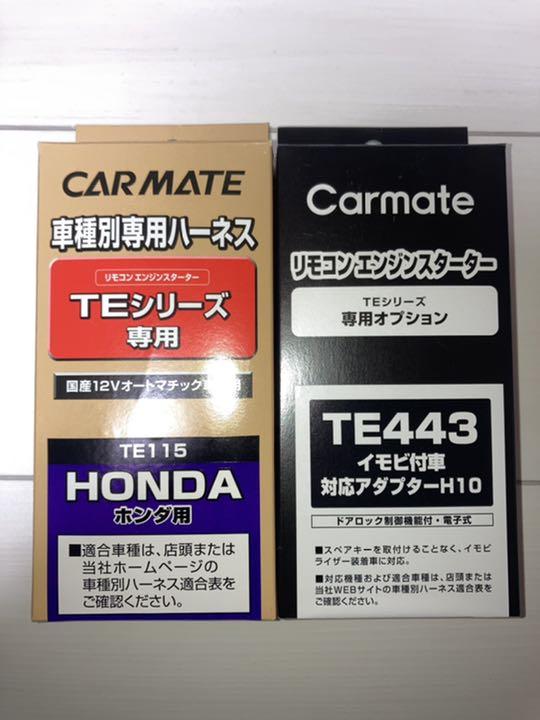 CARMATE
車種別専用ハーネス
リモコン エンジンスターター
TEシリーズ
専用
国産12Vオートマチック車 用
TE115
HONDA
ホンダ用
■適合車種は、店頭または
当社ホームページの
車種別ハーネス適合表を
ご確認ください。
Carmate
リモコン エンジンスターター
TEシリーズ
専用オプション
TE443
イモビ付車
対応アダプターH10
ドアロック制御機能付・電子式
■スペアキーを取付けることなく、イモビ
ライザー装着車に対応。
■対応機種および適合車種は、店頭または
当社WEBサイトの車種別ハーネス適合表を
ご確認ください。